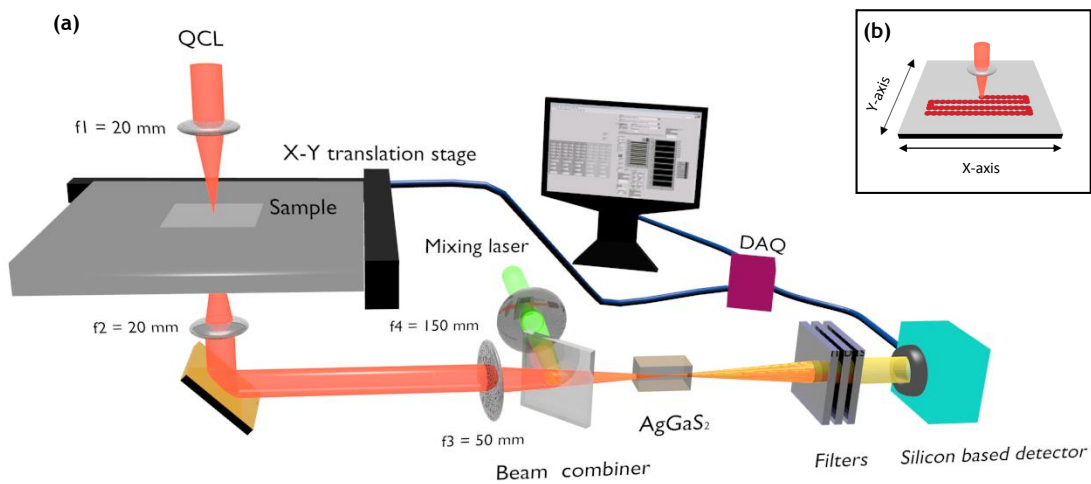 (a)
QCL
f1 = 20 mm
X-Y translation stage
Sample
Mixing laser
DAQ
f2 = 20 mm
f4 = 150 mm
f3 = 50 mm
AgGaS₂
Beam combiner
Filters
Silicon based detector
(b)
Y-axis
X-axis